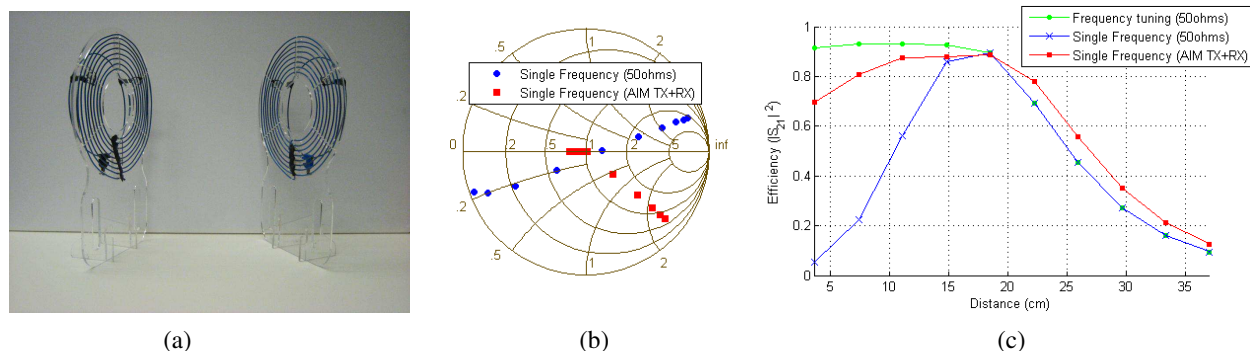 .5
1
2
Single Frequency (50ohms)
Single Frequency (AIM TX+RX)
.2
0
.2
.5
1
2
5
inf
.2
.5
1
2
Frequency tuning (50ohms)
Single Frequency (50ohms)
Single Frequency (AIM TX+RX)
1
0.8
0.6
0.4
0.2
0
Efficiency (|S21|²)
5 10 15 20 25 30 35
Distance (cm)
(a) (b) (c)